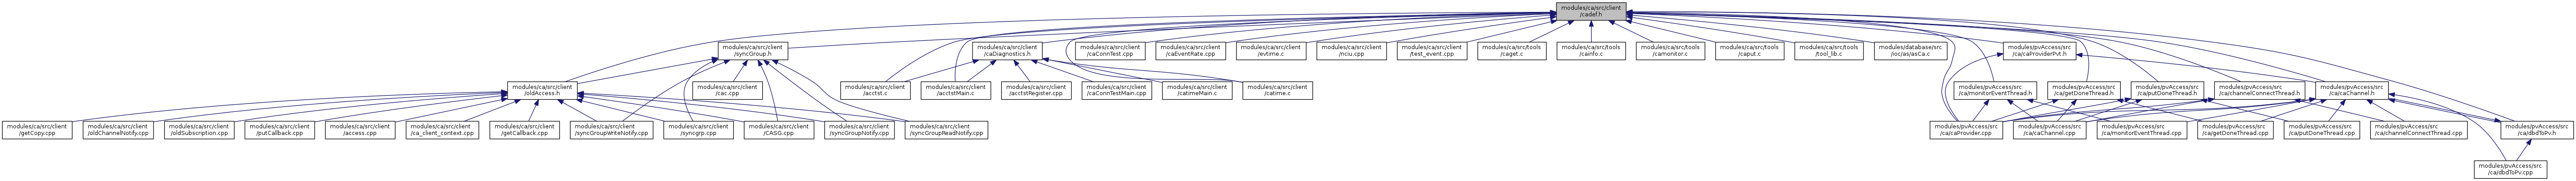 modules/ca/src/client
/cadef.h
modules/ca/src/client
/syncGroup.h
modules/ca/src/client
/caDiagnostics.h
modules/ca/src/client
/caConnTest.cpp
modules/ca/src/client
/caEventRate.cpp
modules/ca/src/client
/evtime.c
modules/ca/src/client
/nciu.cpp
modules/ca/src/client
/test_event.cpp
modules/ca/src/tools
/caget.c
modules/ca/src/tools
/cainfo.c
modules/ca/src/tools
/camonitor.c
modules/ca/src/tools
/caput.c
modules/ca/src/tools
/tool_lib.c
modules/database/src
/ioc/as/asCa.c
modules/pvAccess/src
/ca/caProviderPvt.h
modules/ca/src/client
/oldAccess.h
modules/ca/src/client
/cac.cpp
modules/ca/src/client
/acctst.c
modules/ca/src/client
/acctstMain.c
modules/ca/src/client
/acctstRegister.cpp
modules/ca/src/client
/caConnTestMain.cpp
modules/ca/src/client
/catimeMain.c
modules/ca/src/client
/catime.c
modules/pvAccess/src
/ca/monitorEventThread.h
modules/pvAccess/src
/ca/getDoneThread.h
modules/pvAccess/src
/ca/putDoneThread.h
modules/pvAccess/src
/ca/channelConnectThread.h
modules/pvAccess/src
/ca/caChannel.h
modules/ca/src/client
/getCopy.cpp
modules/ca/src/client
/oldChannelNotify.cpp
modules/ca/src/client
/oldSubscription.cpp
modules/ca/src/client
/putCallback.cpp
modules/ca/src/client
/access.cpp
modules/ca/src/client
/ca_client_context.cpp
modules/ca/src/client
/getCallback.cpp
modules/ca/src/client
/syncGroupWriteNotify.cpp
modules/ca/src/client
/syncgrp.cpp
modules/ca/src/client
/CASG.cpp
modules/ca/src/client
/syncGroupNotify.cpp
modules/ca/src/client
/syncGroupReadNotify.cpp
modules/pvAccess/src
/ca/caProvider.cpp
modules/pvAccess/src
/ca/caChannel.cpp
modules/pvAccess/src
/ca/monitorEventThread.cpp
modules/pvAccess/src
/ca/getDoneThread.cpp
modules/pvAccess/src
/ca/putDoneThread.cpp
modules/pvAccess/src
/ca/channelConnectThread.cpp
modules/pvAccess/src
/ca/dbdToPv.h
modules/pvAccess/src
/ca/dbdToPv.cpp